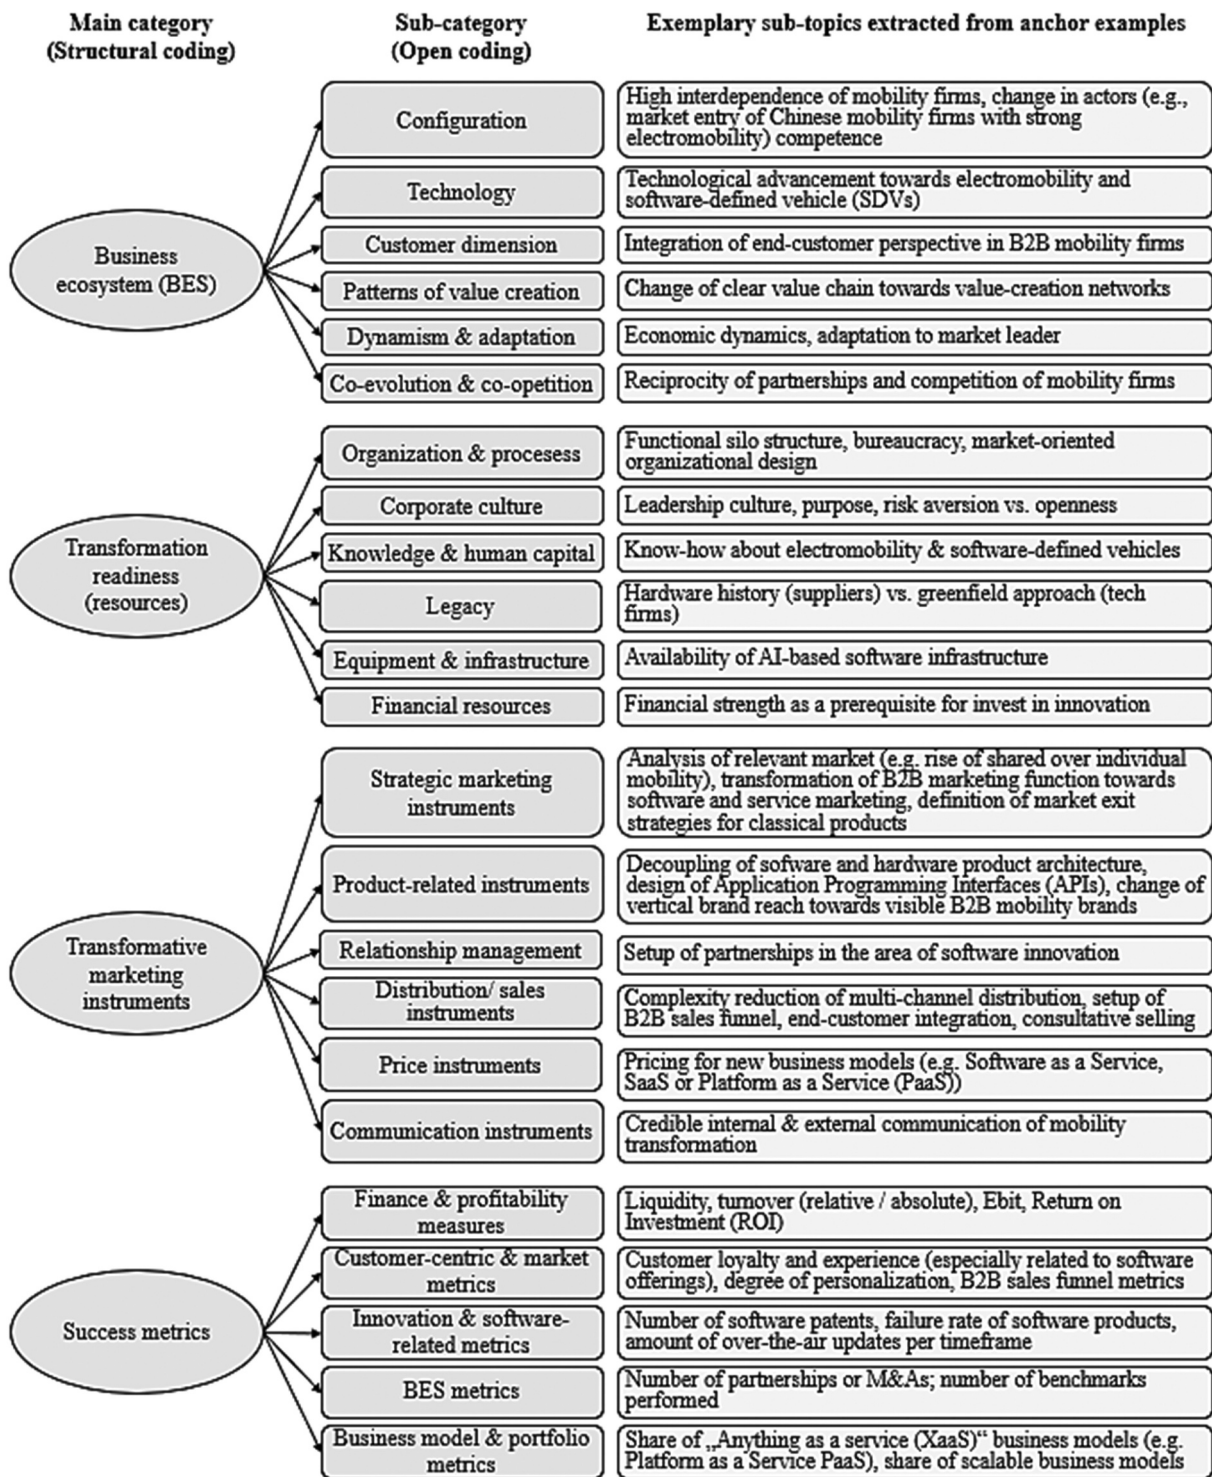 Main category
(Structural coding)
Sub-category
(Open coding)
Exemplary sub-topics extracted from anchor examples
Business
ecosystem (BES)
Configuration
High interdependence of mobility firms, change in actors (e.g.,
market entry of Chinese mobility firms with strong
electromobility) competence
Technology
Technological advancement towards electromobility and
software-defined vehicle (SDVs)
Customer dimension
Integration of end-customer perspective in B2B mobility firms
Patterns of value creation
Change of clear value chain towards value-creation networks
Dynamism & adaptation
Economic dynamics, adaptation to market leader
Co-evolution & co-opetition
Reciprocity of partnerships and competition of mobility firms
Transformation
readiness
(resources)
Organization & procesess
Functional silo structure, bureaucracy, market-oriented
organizational design
Corporate culture
Leadership culture, purpose, risk aversion vs. openness
Knowledge & human capital
Know-how about electromobility & software-defined vehicles
Legacy
Hardware history (suppliers) vs. greenfield approach (tech
firms)
Equipment & infrastructure
Availability of AI-based software infrastructure
Financial resources
Financial strength as a prerequisite for invest in innovation
Transformative
marketing
instruments
Strategic marketing
instruments
Analysis of relevant market (e.g. rise of shared over individual
mobility), transformation of B2B marketing function towards
software and service marketing, definition of market exit
strategies for classical products
Product-related instruments
Decoupling of sofware and hardware product architecture,
design of Application Programming Interfaces (APIs), change of
vertical brand reach towards visible B2B mobility brands
Relationship management
Setup of partnerships in the area of software innovation
Distribution/ sales
instruments
Complexity reduction of multi-channel distribution, setup of
B2B sales funnel, end-customer integration, consultative selling
Price instruments
Pricing for new business models (e.g. Software as a Service,
SaaS or Platform as a Service (PaaS))
Communication instruments
Credible internal & external communication of mobility
transformation
Success metrics
Finance & profitability
measures
Liquidity, turnover (relative / absolute), Ebit, Return on
Investment (ROI)
Customer-centric & market
metrics
Customer loyalty and experience (especially related to software
offerings), degree of personalization, B2B sales funnel metrics
Innovation & software-
related metrics
Number of software patents, failure rate of software products,
amount of over-the-air updates per timeframe
BES metrics
Number of partnerships or M&As; number of benchmarks
performed
Business model & portfolio
metrics
Share of „Anything as a service (XaaS)“ business models (e.g.
Platform as a Service PaaS), share of scalable business models